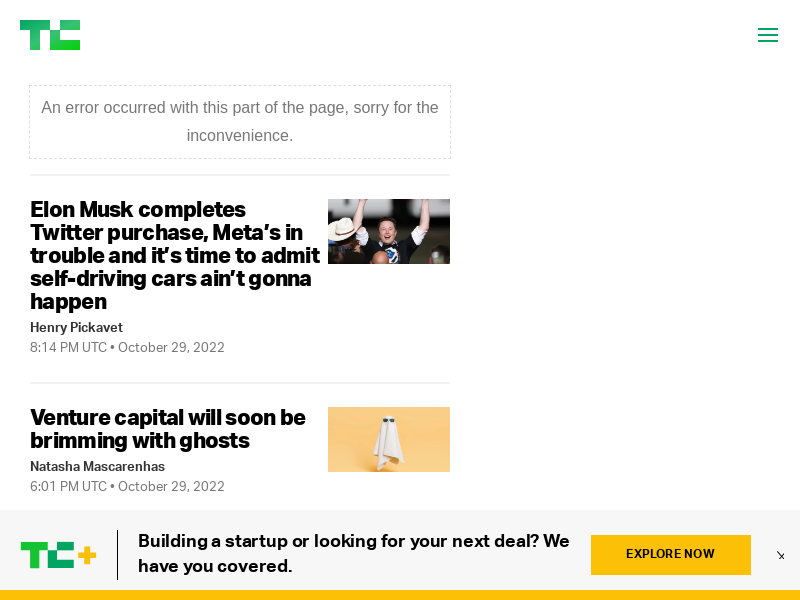 TC
An error occurred with this part of the page, sorry for the
inconvenience.
Elon Musk completes
Twitter purchase, Meta’s in
trouble and it’s time to admit
self-driving cars ain’t gonna
happen
Henry Pickavet
8:14 PM UTC • October 29, 2022
Venture capital will soon be
brimming with ghosts
Natasha Mascarenhas
6:01 PM UTC • October 29, 2022
TC+
Building a startup or looking for your next deal? We
have you covered.
EXPLORE NOW